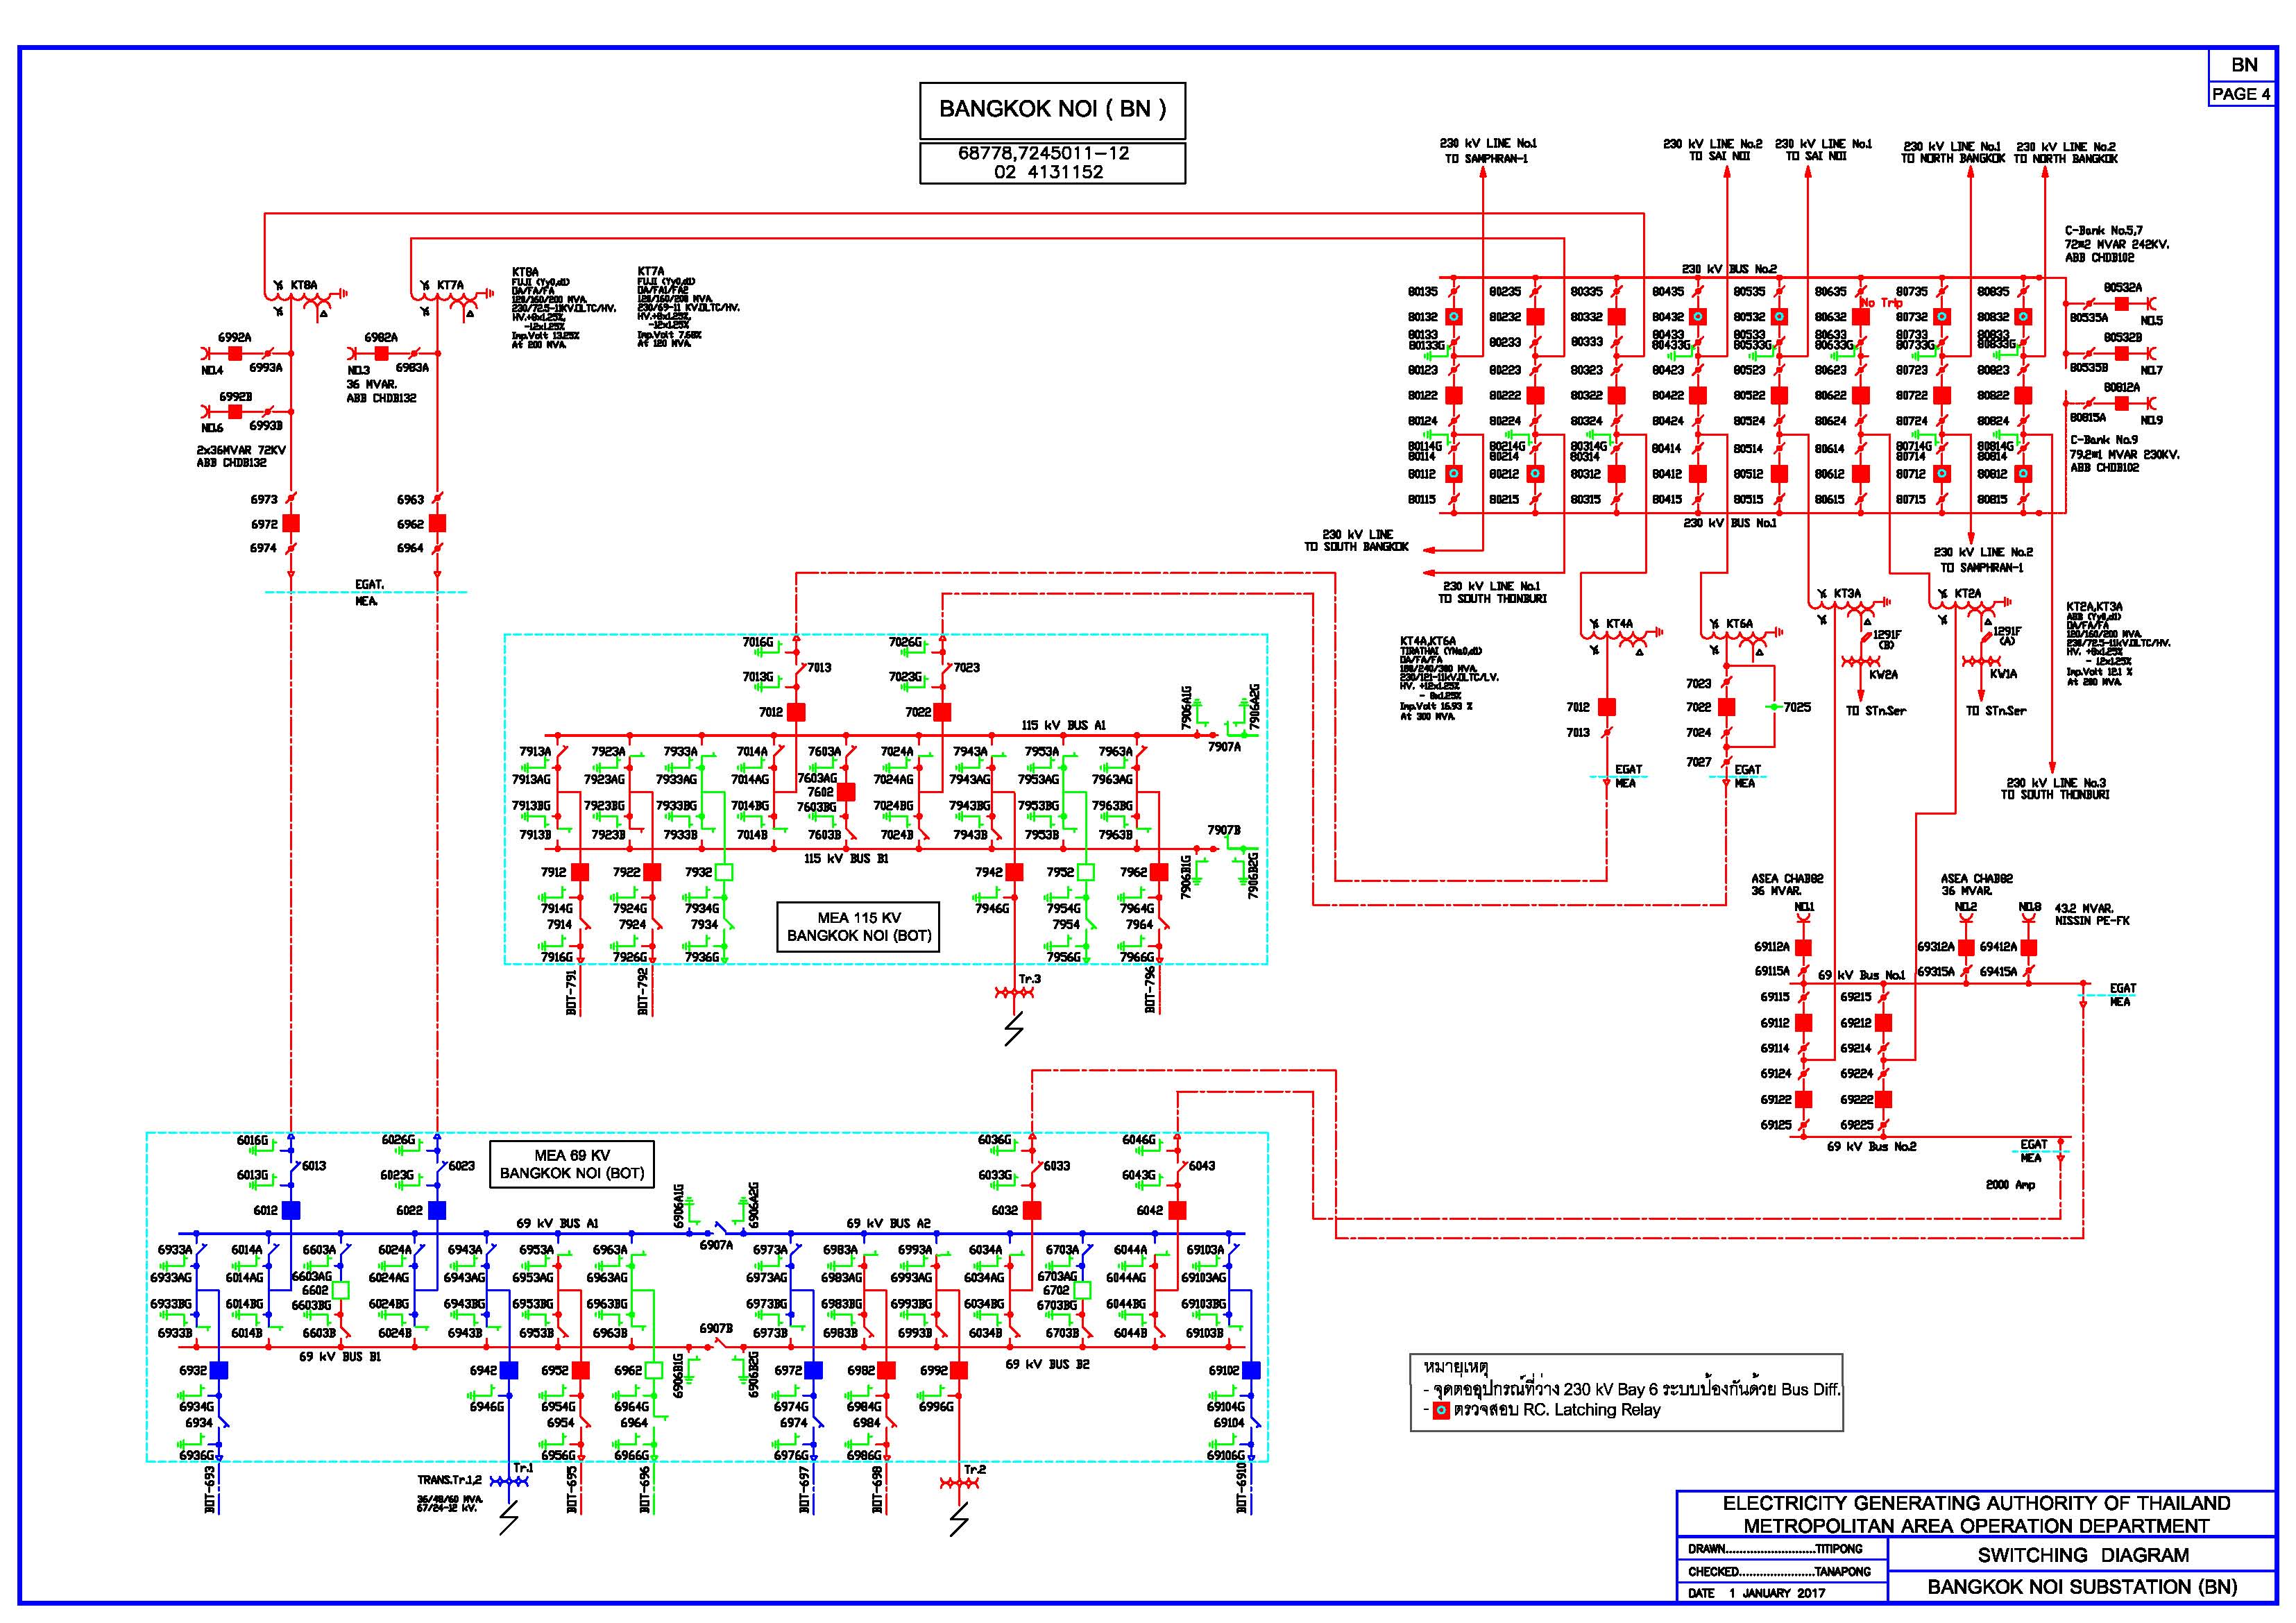 BN
PAGE 4
BANGKOK NOI ( BN )
68778,7245011-12
02 4131152
230 kV LINE No.1
TO SAMPHRAN-1
230 kV LINE No.2
TO SAI NOI
230 kV LINE No.1
TO SAI NOI
230 kV LINE No.1
TO NORTH BANGKOK
230 kV LINE No.2
TO NORTH BANGKOK
C-Bank No.5,7
72*2 MVAR 242KV.
ABB CHDB102
KT8A
KT7A
KT8A
FUJI (Yy0,d1)
OA/FA/FA
120/160/200 MVA.
HV.+8x1.25%,
-12x1.25%
Imp.Volt 13.25%
At 200 MVA.
KT7A
FUJI (Yy0,d1)
OA/FA1/FA2
120/160/200 MVA.
HV.+8x1.25%,
-12x1.25%
Imp.Volt 7.68%
At 120 MVA.
6992A
NO.4
6993A
6992B
NO.6
6993B
2x36MVAR 72KV
ABB CHDB132
6982A
NO.3
6983A
36 MVAR.
ABB CHDB132
6973
6972
6974
6963
6962
6964
EGAT.
MEA.
230 kV BUS No.2
80135 80235 80335 80435 80535 80635 80735 80835
No Trip
80132 80232 80332 80432 80532 80632 80732 80832
80133 80233 80333 80433 80533 80633 80733 80833
80133G 80433G 80533G 80633G 80733G 80833G
80123 80223 80323 80423 80523 80623 80723 80823
80122 80222 80322 80422 80522 80622 80722 80822
80124 80224 80324 80424 80524 80624 80724 80824
80114G 80214G 80314G 80714G 80814G
80114 80214 80314 80414 80514 80614 80714 80814
80112 80212 80312 80412 80512 80612 80712 80812
80115 80215 80315 80415 80515 80615 80715 80815
230 kV BUS No.1
80532A
80535A
NO.5
80532B
80535B
NO.7
80812A
80815A
NO.9
C-Bank No.9
79.2*1 MVAR 230KV.
ABB CHDB102
230 kV LINE
TO SOUTH BANGKOK
230 kV LINE No.1
TO SOUTH THONBURI
230 kV LINE No.2
TO SAMPHRAN-1
KT4A,KT6A
TIRATHAI (YNa0,d1)
OA/FA/FA
180/240/300 MVA.
230/121-11kV.OLTC/LV.
HV. +12x1.25%
- 8x1.25%
Imp.Volt 16.93 %
At 300 MVA.
KT4A
KT6A
KT3A
KT2A
1291F
(B)
1291F
(A)
KW2A
KW1A
TO STn.Ser
TO STn.Ser
KT2A,KT3A
ABB (Yy0,d1)
OA/FA/FA
120/160/200 MVA.
230/72.5-11kV.OLTC/HV.
HV. +8x1.25%
- 12x1.25%
Imp.Volt 12.1 %
At 200 MVA.
7012
7013
7023
7022
7024
7025
7027
EGAT
MEA
EGAT
MEA
230 kV LINE No.3
TO SOUTH THONBURI
7016G
7013
7013G
7012
7026G
7023
7023G
7022
7906A1G
7906A2G
7907A
115 kV BUS A1
7913A 7923A 7933A 7014A 7603A 7024A 7943A 7953A 7963A
7913AG 7923AG 7933AG 7014AG 7603AG 7024AG 7943AG 7953AG 7963AG
7602
7913BG 7923BG 7933BG 7014BG 7603BG 7024BG 7943BG 7953BG 7963BG
7913B 7923B 7933B 7014B 7603B 7024B 7943B 7953B 7963B
7907B
115 kV BUS B1
7906B1G
7906B2G
7912 7922 7932 7942 7952 7962
7914G 7924G 7934G 7946G 7954G 7964G
7914 7924 7934 7954 7964
7916G 7926G 7936G 7956G 7966G
MEA 115 KV
BANGKOK NOI (BOT)
BOT-791
BOT-792
Tr.3
BOT-796
ASEA CHAB82
36 MVAR.
NO.1
ASEA CHAB82
36 MVAR.
NO.2
NO.8
43.2 MVAR.
NISSIN PE-FK
69112A
69115A
69312A
69315A
69412A
69415A
69 kV Bus No.1
69115 69215
69112 69212
69114 69214
69124 69224
69122 69222
69125 69225
69 kV Bus No.2
EGAT
MEA
EGAT
MEA
2000 Amp
6016G
6013
6013G
6012
6026G
6023
6023G
6022
MEA 69 KV
BANGKOK NOI (BOT)
6036G
6033
6033G
6032
6046G
6043
6043G
6042
69 kV BUS A1
6906A1G
6906A2G
6907A
69 kV BUS A2
6933A 6014A 6603A 6024A 6943A 6953A 6963A 6973A 6983A 6993A 6034A 6703A 6044A 69103A
6933AG 6014AG 6603AG 6024AG 6943AG 6953AG 6963AG 6973AG 6983AG 6993AG 6034AG 6703AG 6044AG 69103AG
6602 6702
6933BG 6014BG 6603BG 6024BG 6943BG 6953BG 6963BG 6973BG 6983BG 6993BG 6034BG 6703BG 6044BG 69103BG
6933B 6014B 6603B 6024B 6943B 6953B 6963B 6973B 6983B 6993B 6034B 6703B 6044B 69103B
6907B
69 kV BUS B1
69 kV BUS B2
6906B1G
6906B2G
6932 6942 6952 6962 6972 6982 6992 69102
6934G 6946G 6954G 6964G 6974G 6984G 6996G 69104G
6934 6954 6964 6974 6984 69104
6936G 6956G 6966G 6976G 6986G 69106G
BOT-693
TRANS.Tr.1,2
36/48/60 MVA.
67/24-12 kV.
Tr.1
BOT-695
BOT-696
BOT-697
BOT-698
Tr.2
BOT-6910
หมายเหตุ
- จุดต่ออุปกรณ์ที่ว่าง 230 kV Bay 6 ระบบป้องกันด้วย Bus Diff.
- ตรวจสอบ RC. Latching Relay
ELECTRICITY GENERATING AUTHORITY OF THAILAND
METROPOLITAN AREA OPERATION DEPARTMENT
DRAWN..........................TITIPONG
CHECKED......................TANAPONG
DATE 1 JANUARY 2017
SWITCHING DIAGRAM
BANGKOK NOI SUBSTATION (BN)